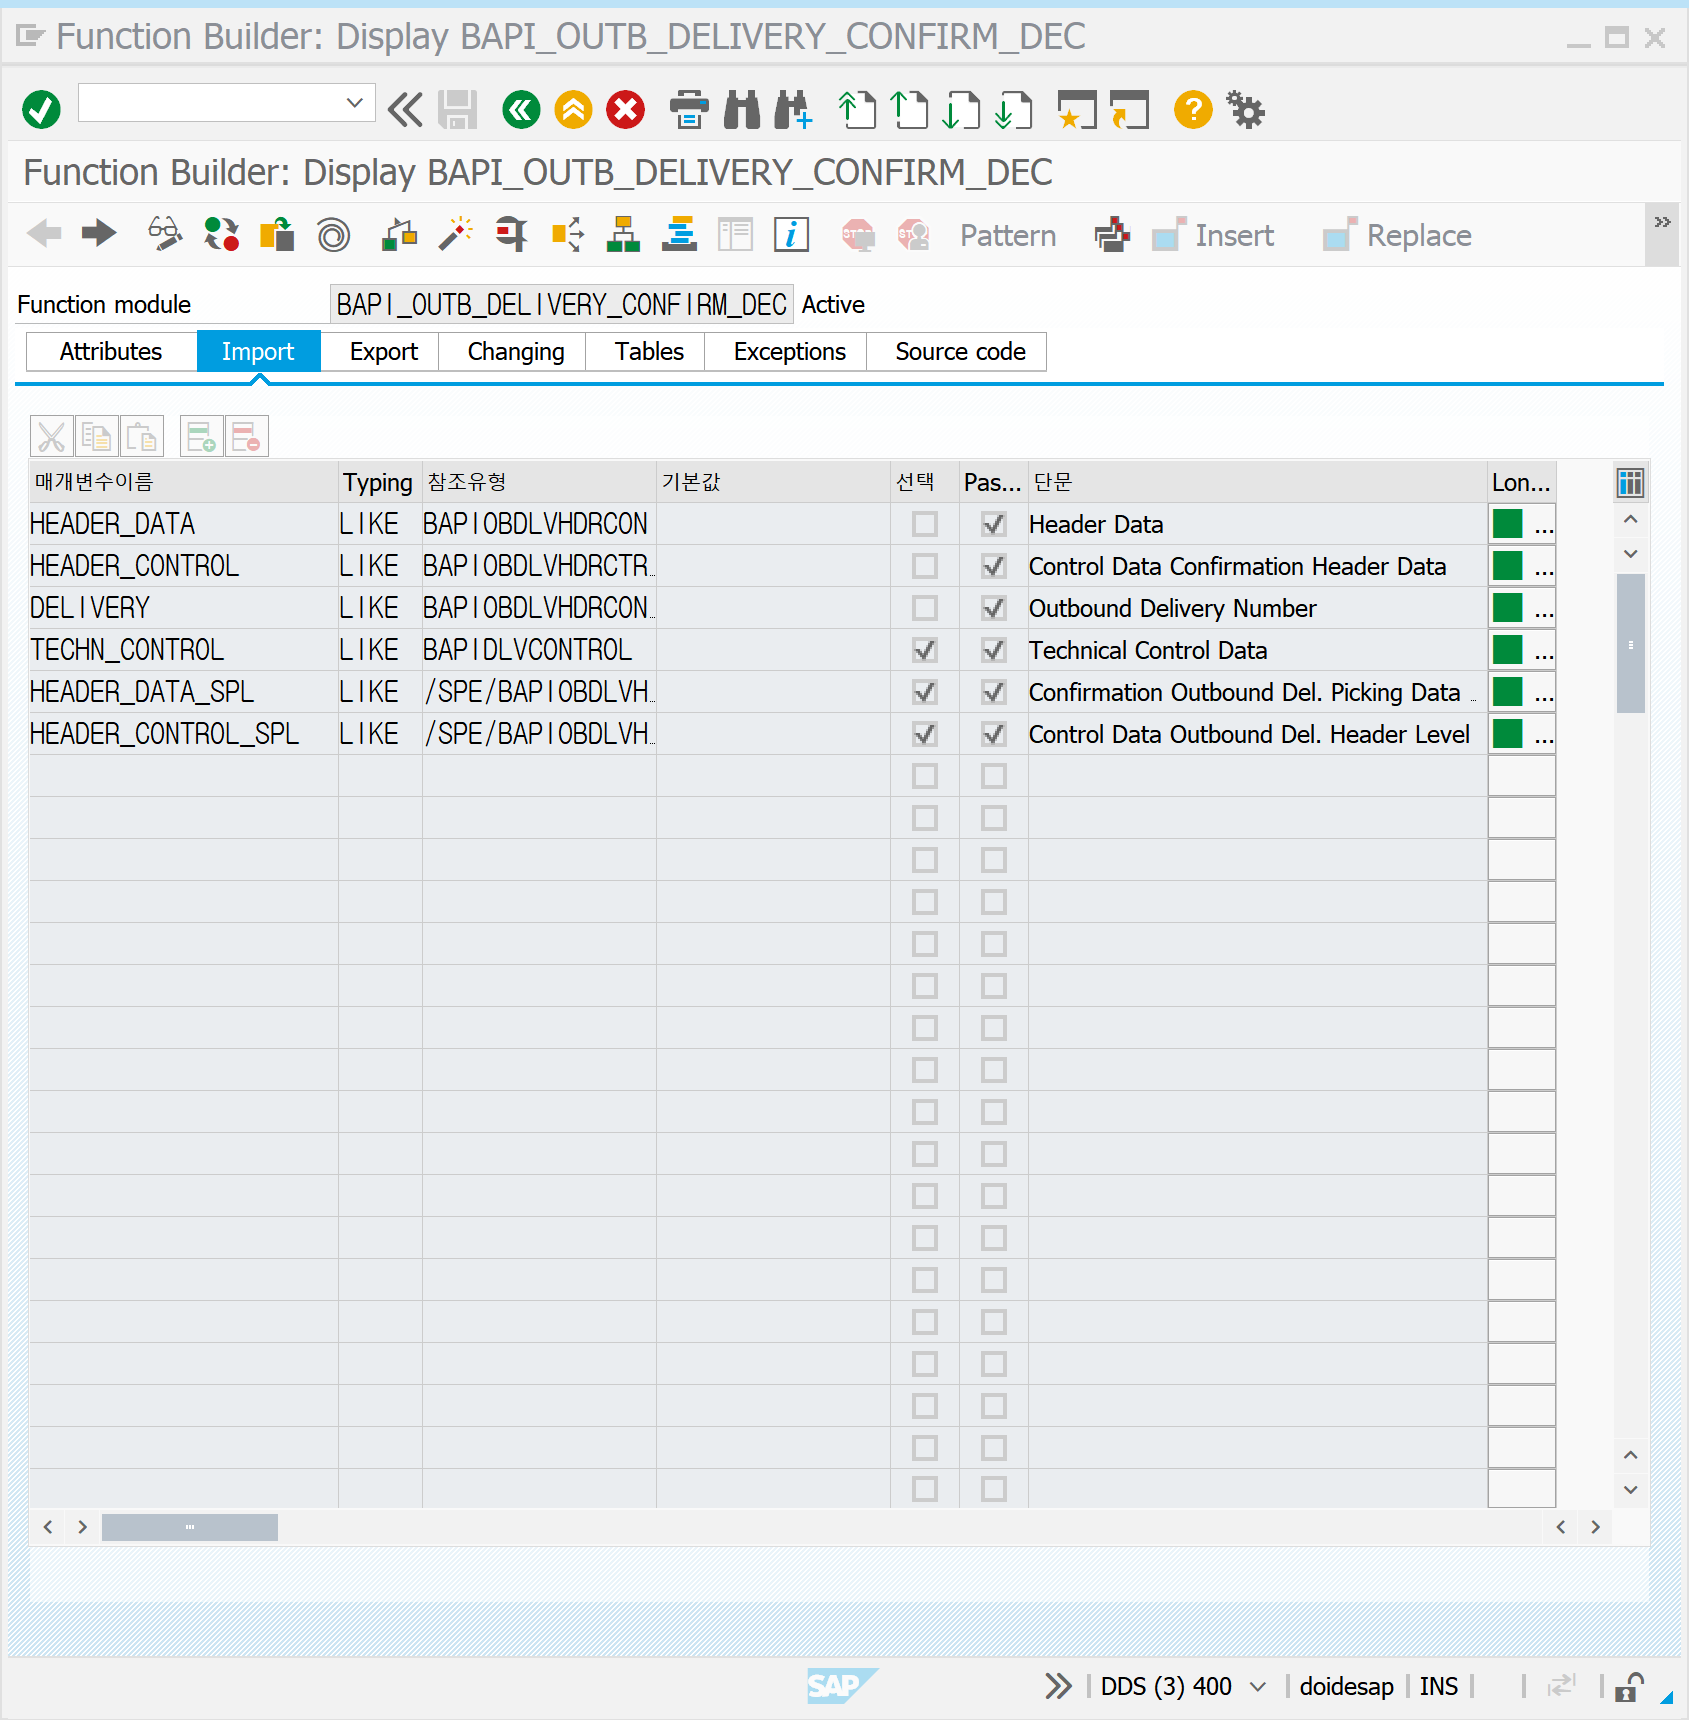 Function Builder: Display BAPI_OUTB_DELIVERY_CONFIRM_DEC
Function Builder: Display BAPI_OUTB_DELIVERY_CONFIRM_DEC
Pattern Insert Replace
Function module BAPI_OUTB_DELIVERY_CONFIRM_DEC Active
Attributes Import Export Changing Tables Exceptions Source code
매개변수이름 Typing 참조유형 기본값 선택 Pas... 단문 Lon...
HEADER_DATA LIKE BAPIOBDLVHDRCON Header Data ...
HEADER_CONTROL LIKE BAPIOBDLVHDRCTR... Control Data Confirmation Header Data ...
DELIVERY LIKE BAPIOBDLVHDRCON... Outbound Delivery Number ...
TECHN_CONTROL LIKE BAPIDLVCONTROL Technical Control Data ...
HEADER_DATA_SPL LIKE /SPE/BAPIOBDLVH... Confirmation Outbound Del. Picking Data ... ...
HEADER_CONTROL_SPL LIKE /SPE/BAPIOBDLVH... Control Data Outbound Del. Header Level ...
SAP DDS (3) 400 doidesap INS